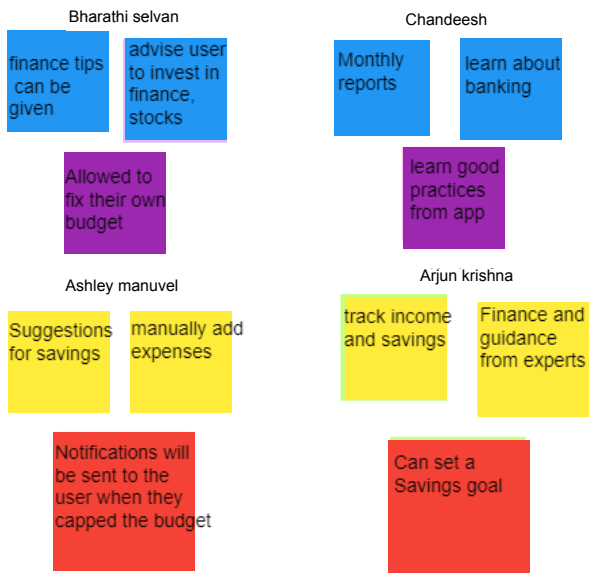 Bharathi selvan
finance tips
can be
given
advise user
to invest in
finance,
stocks
Allowed to
fix their own
budget
Chandeesh
Monthly
reports
learn about
banking
learn good
practices
from app
Ashley manuvel
Suggestions
for savings
manually add
expenses
Notifications will
be sent to the
user when they
capped the budget
Arjun krishna
track income
and savings
Finance and
guidance
from experts
Can set a
Savings goal